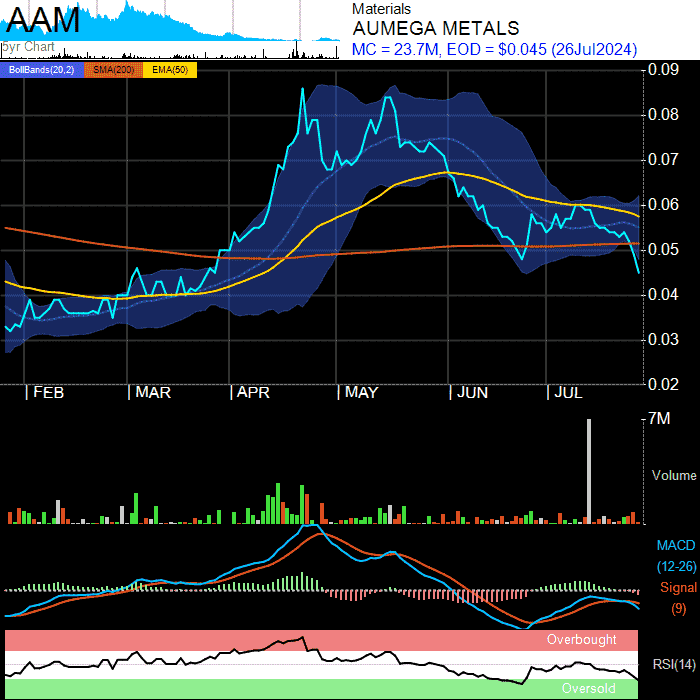 AAM
5yr Chart
Materials
AUMEGA METALS
MC = 23.7M, EOD = $0.045 (26Jul2024)
BollBands(20,2) SMA(200) EMA(50)
0.09
0.08
0.07
0.06
0.05
0.04
0.03
0.02
FEB MAR APR MAY JUN JUL
7M
Volume
MACD
(12-26)
Signal
(9)
Overbought
RSI(14)
Oversold